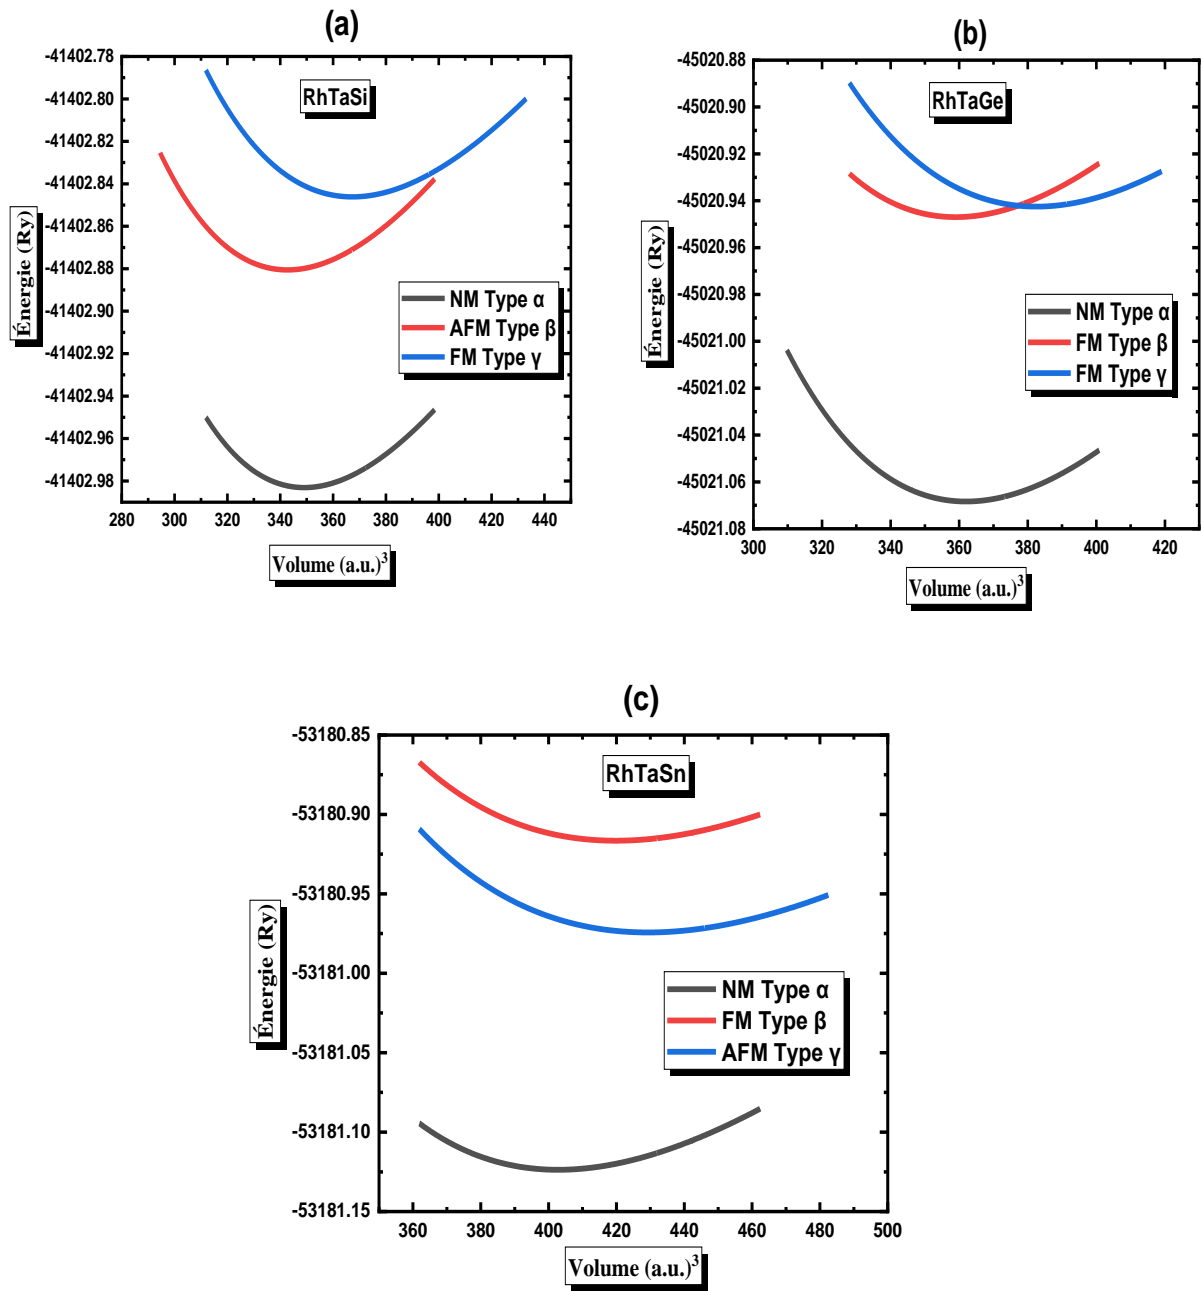 (a)
-41402.78
-41402.80
-41402.82
-41402.84
-41402.86
-41402.88
-41402.90
-41402.92
-41402.94
-41402.96
-41402.98
Énergie (Ry)
RhTaSi
NM Type α
AFM Type β
FM Type γ
280 300 320 340 360 380 400 420 440
Volume (a.u.)³
(b)
-45020.88
-45020.90
-45020.92
-45020.94
-45020.96
-45020.98
-45021.00
-45021.02
-45021.04
-45021.06
-45021.08
Énergie (Ry)
RhTaGe
NM Type α
FM Type β
FM Type γ
300 320 340 360 380 400 420
Volume (a.u.)³
(c)
-53180.85
-53180.90
-53180.95
-53181.00
-53181.05
-53181.10
-53181.15
Énergie (Ry)
RhTaSn
NM Type α
FM Type β
AFM Type γ
360 380 400 420 440 460 480 500
Volume (a.u.)³